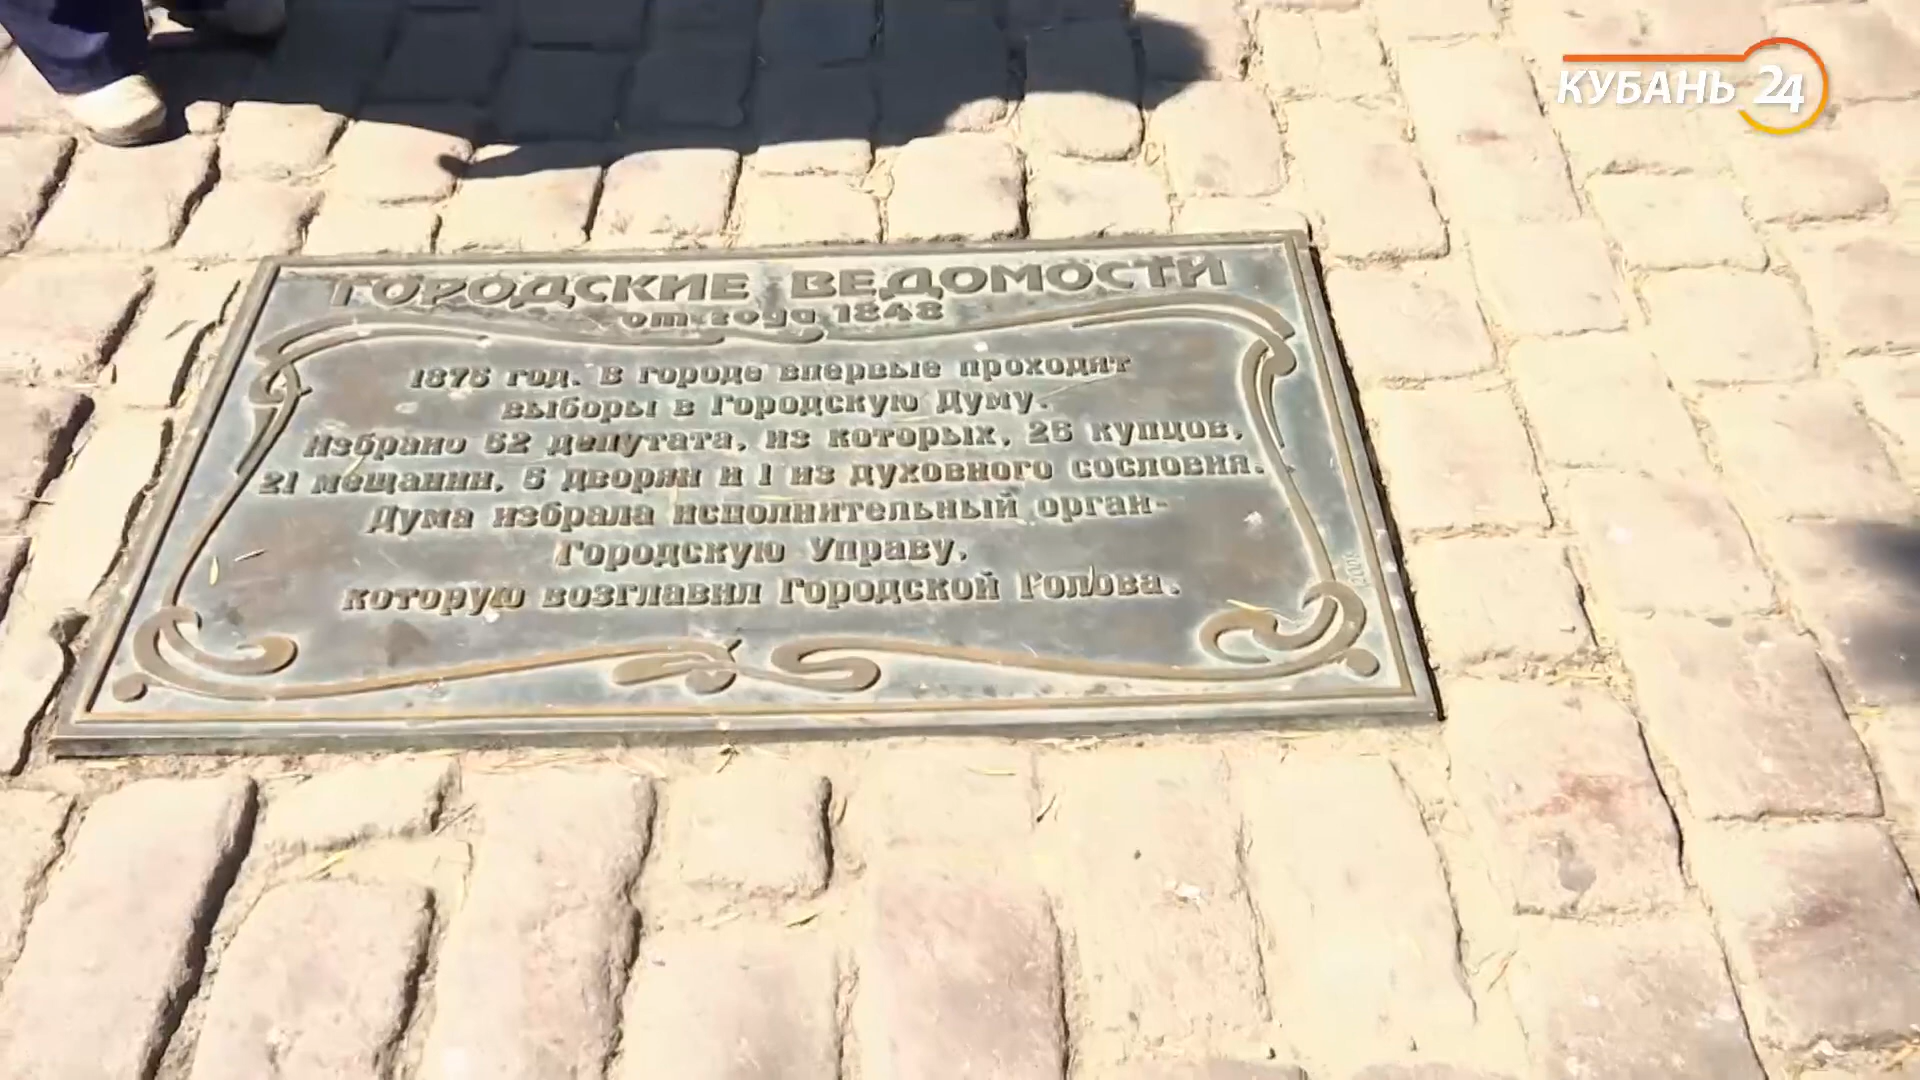 КУБАНЬ 24
ГОРОДСКИЕ ВЕДОМОСТИ
от года 1848
1875 год. В городе впервые проходят
выборы в Городскую Думу.
Избрано 52 депутата, из которых, 25 купцов,
21 мещанин, 5 дворян и 1 из духовного сословия.
Дума избрала исполнительный орган-
Городскую Управу,
которую возглавил Городской Голова.